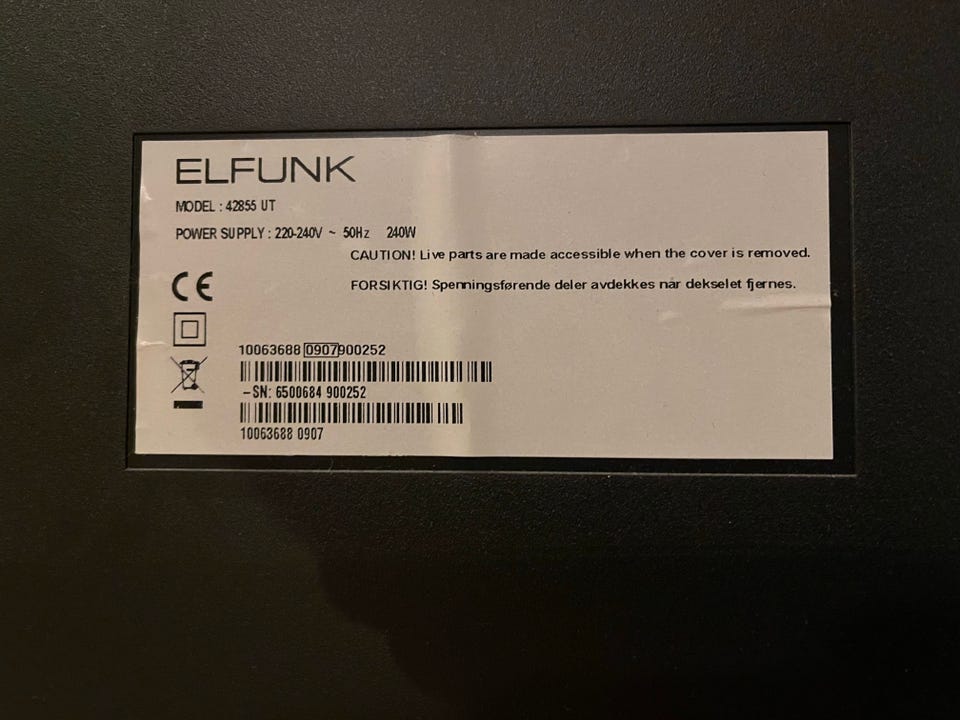 ELFUNK
MODEL : 42855 UT
POWER SUPPLY : 220-240V ~ 50Hz 240W
CAUTION! Live parts are made accessible when the cover is removed.
FORSIKTIG! Spenningsførende deler avdekkes når dekselet fjernes.
CE
10063688 0907900252
-SN: 6500684 900252
10063688 0907